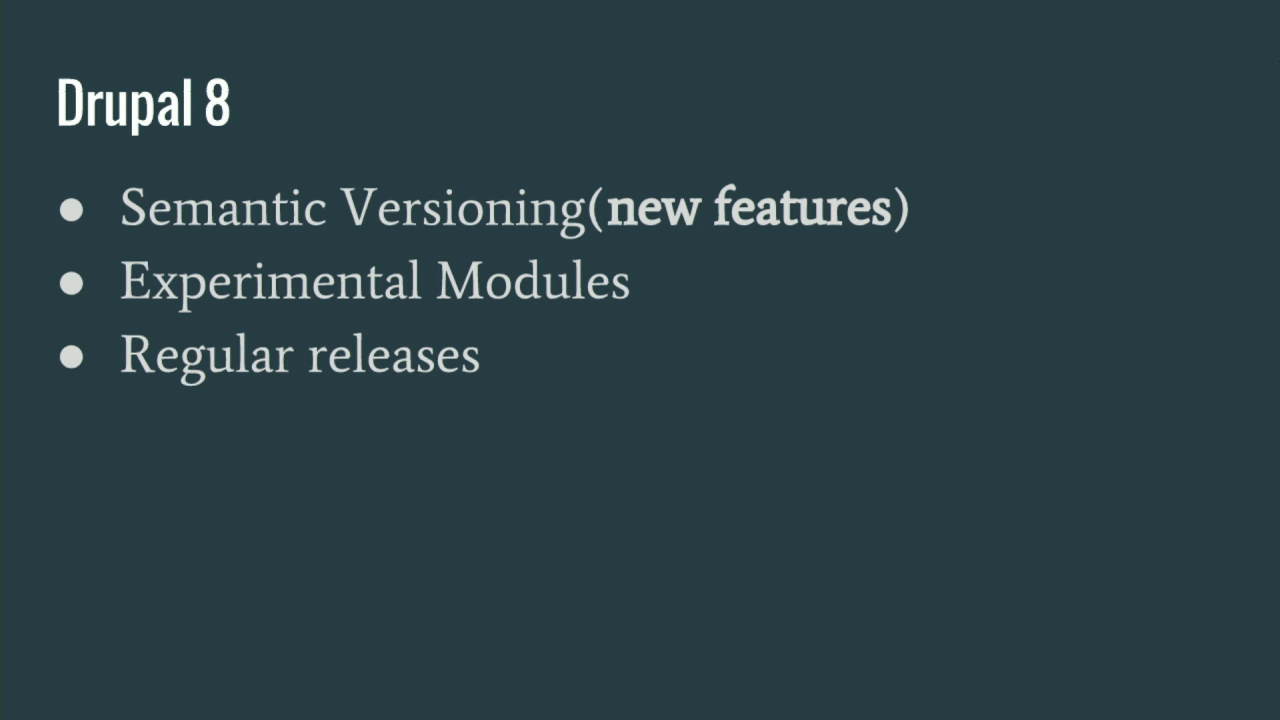 Drupal 8
● Semantic Versioning(new features)
● Experimental Modules
● Regular releases